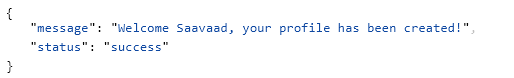 {
"message": "Welcome Saavaad, your profile has been created!",
"status": "success"
}